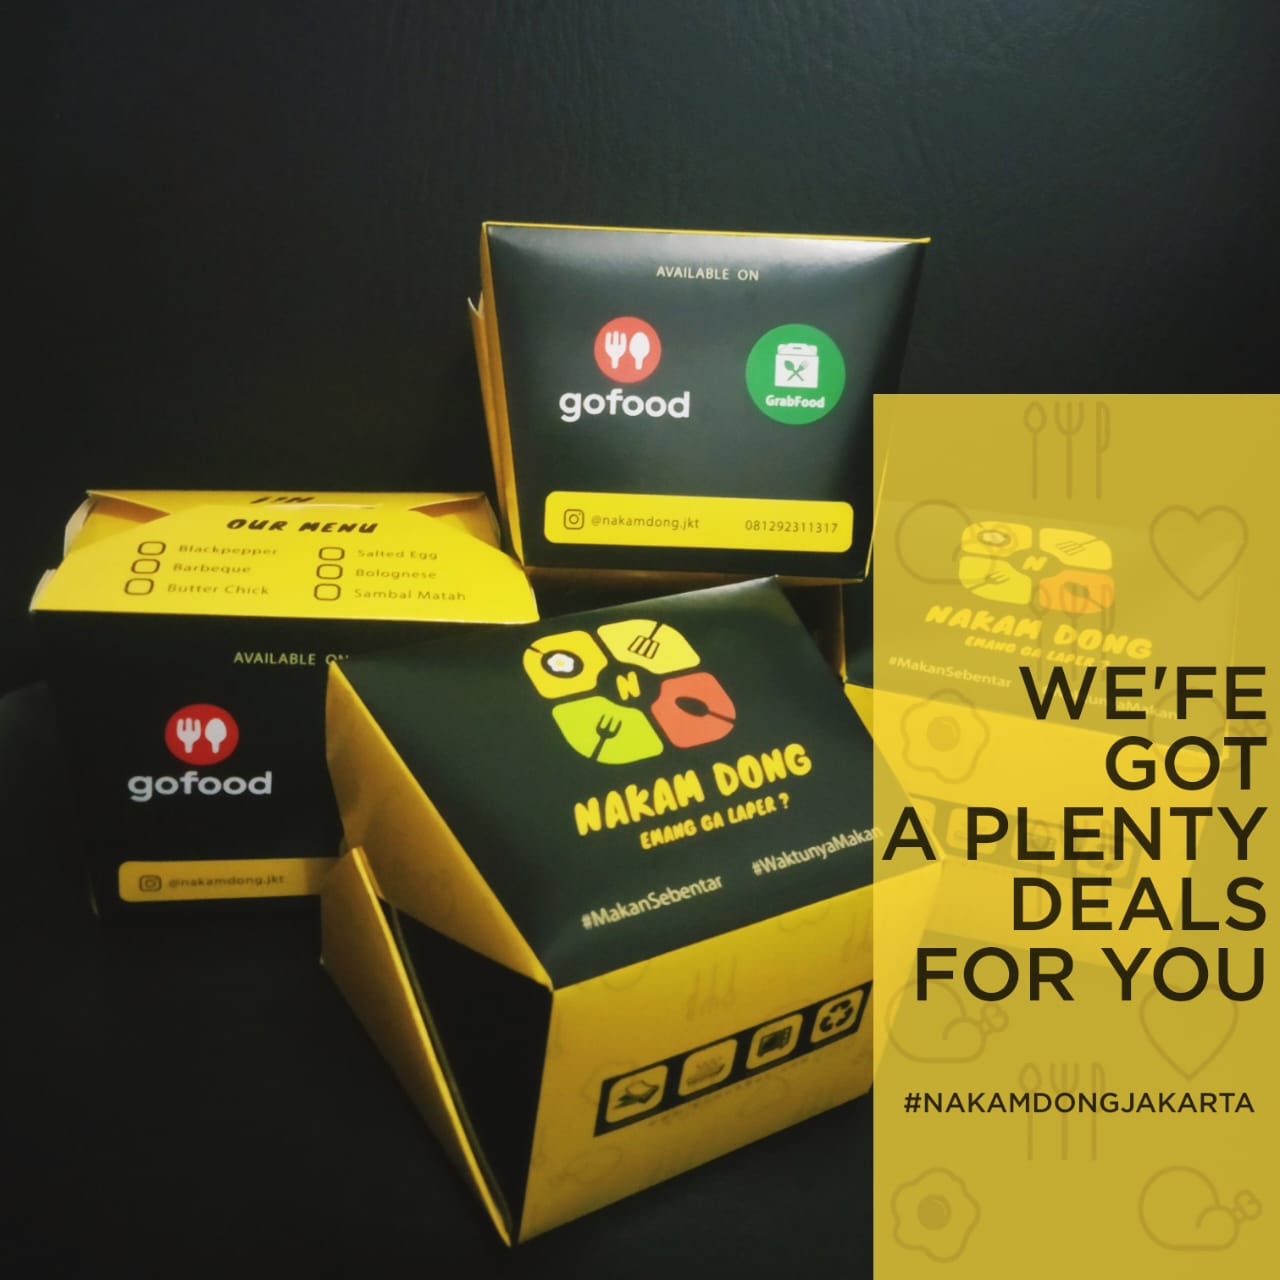 AVAILABLE ON
gofood
GrabFood
@nakamdong.jkt 081292311317
OUR MENU
Blackpepper
Barbeque
Butter Chick
Salted Egg
Bolognese
Sambal Matah
AVAILABLE ON
gofood
@nakamdong.jkt
N
NAKAM DONG
EMANG GA LAPER ?
#MakanSebentar #WaktunyaMakan
N
NAKAM DONG
EMANG GA LAPER ?
#MakanSebentar
WE'FE
GOT
A PLENTY
DEALS
FOR YOU
#NAKAMDONGJAKARTA